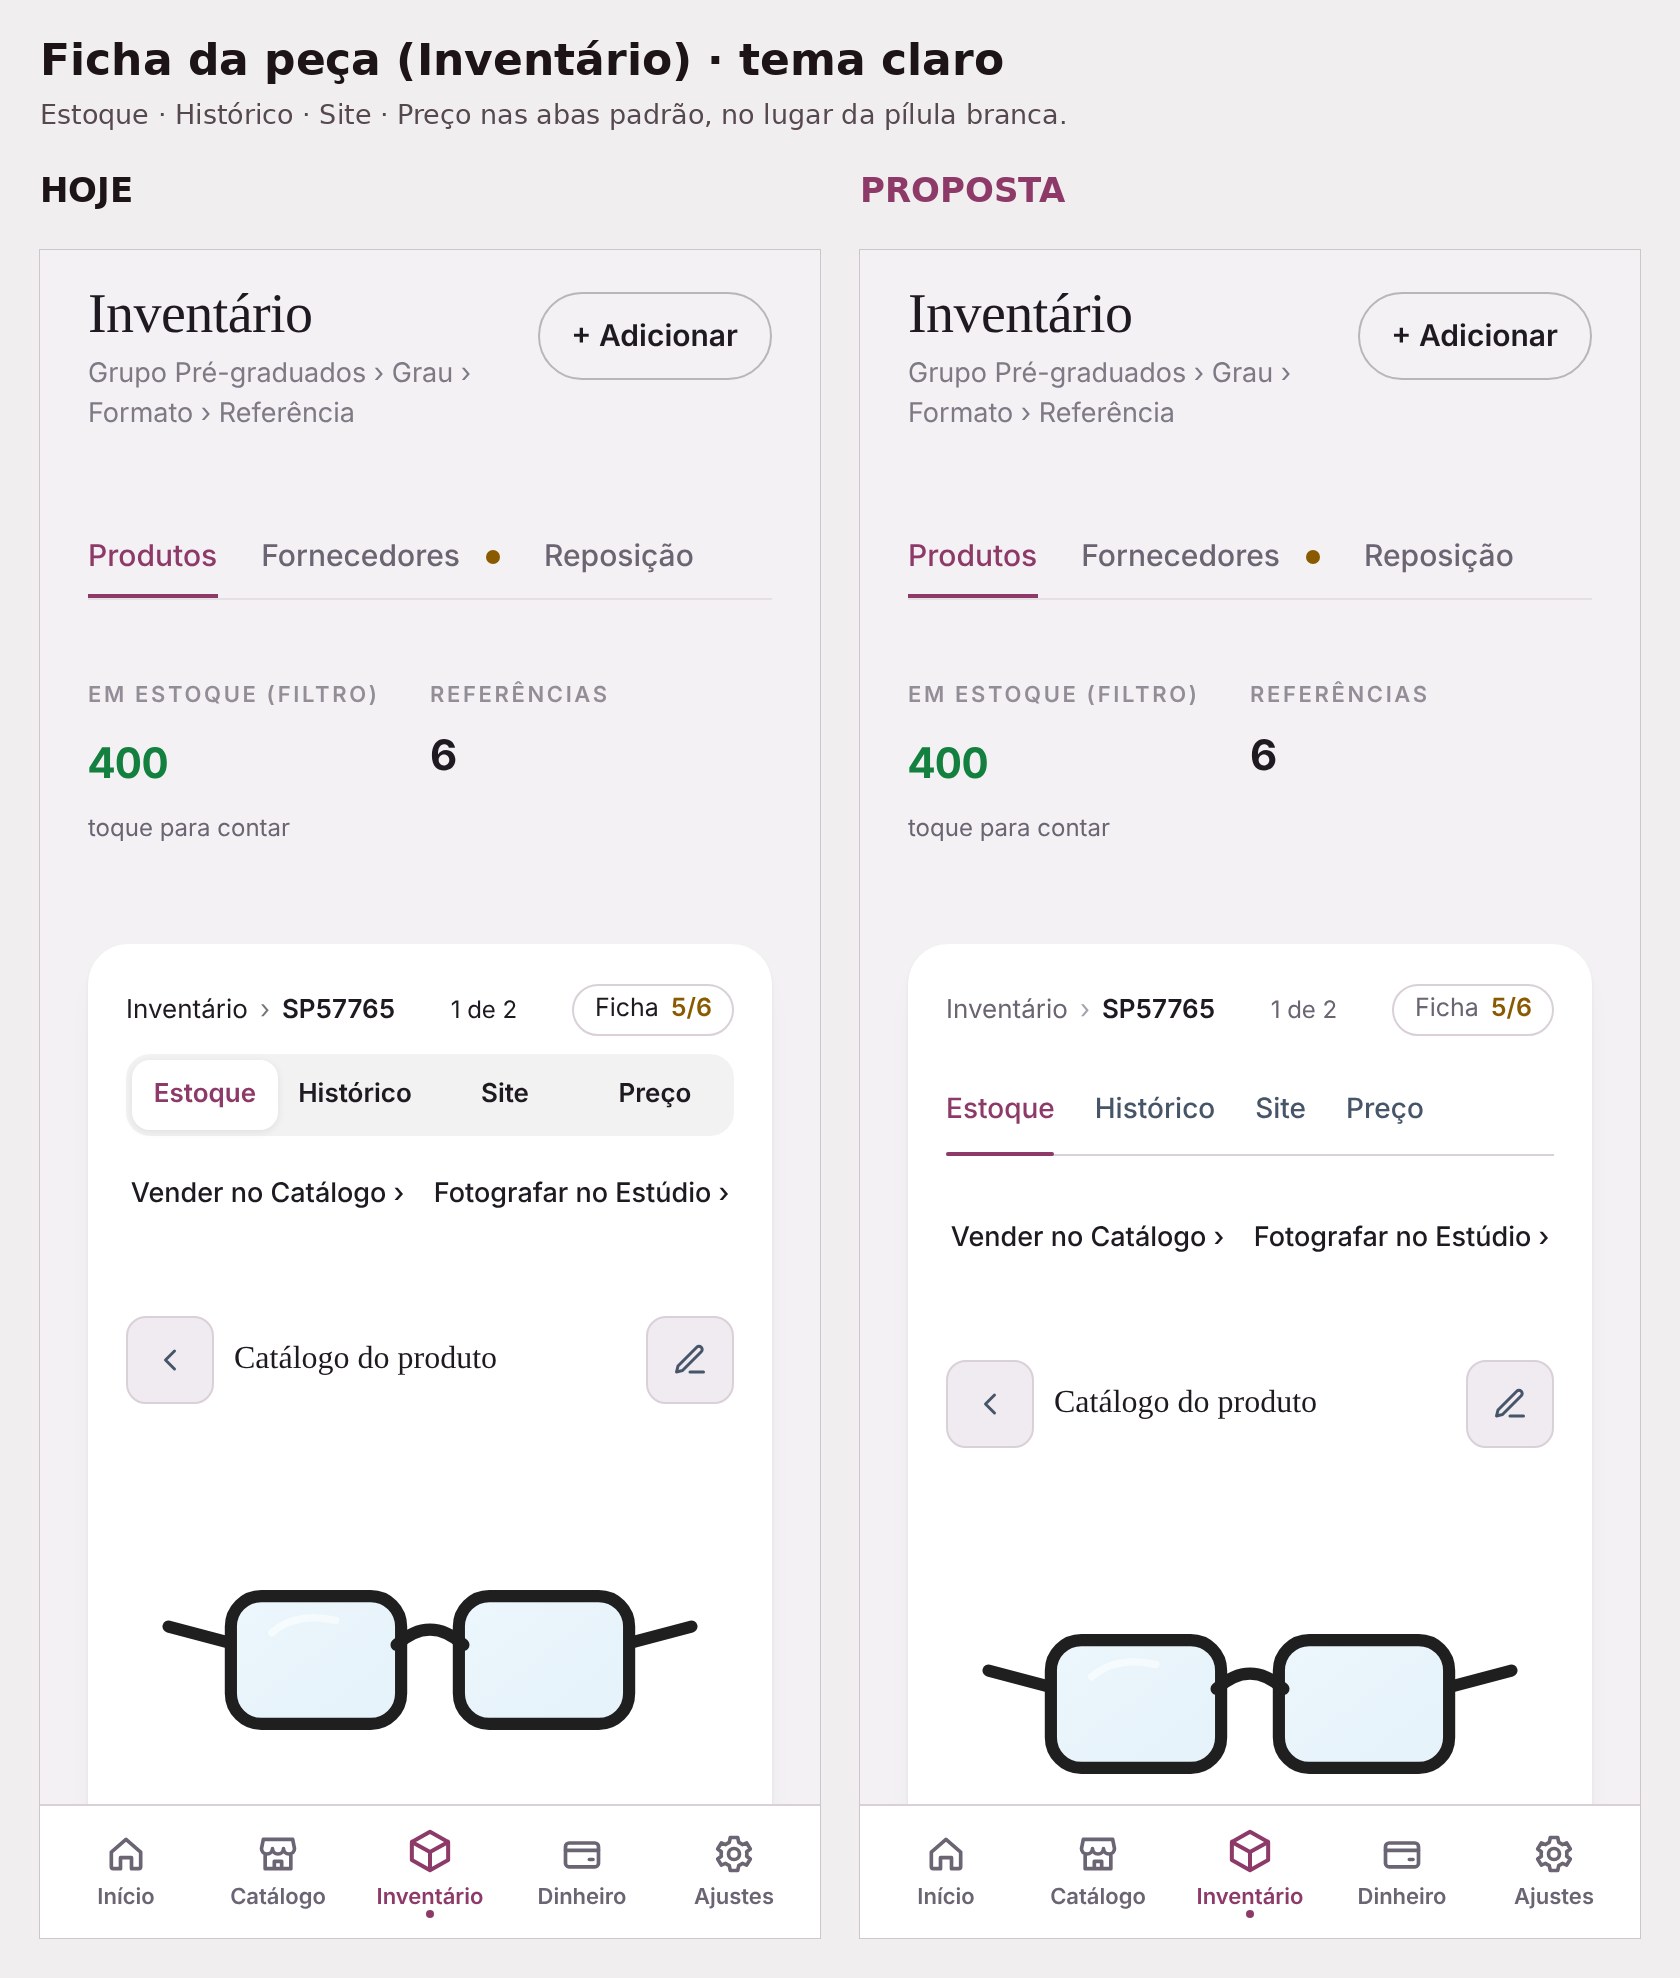 Ficha da peça (Inventário) · tema claro
Estoque · Histórico · Site · Preço nas abas padrão, no lugar da pílula branca.
HOJE
Inventário
+ Adicionar
Grupo Pré-graduados › Grau ›
Formato › Referência
Produtos Fornecedores Reposição
EM ESTOQUE (FILTRO) REFERÊNCIAS
400 6
toque para contar
Inventário › SP57765 1 de 2 Ficha 5/6
Estoque Histórico Site Preço
Vender no Catálogo › Fotografar no Estúdio ›
Catálogo do produto
Início Catálogo Inventário Dinheiro Ajustes
PROPOSTA
Inventário
+ Adicionar
Grupo Pré-graduados › Grau ›
Formato › Referência
Produtos Fornecedores Reposição
EM ESTOQUE (FILTRO) REFERÊNCIAS
400 6
toque para contar
Inventário › SP57765 1 de 2 Ficha 5/6
Estoque Histórico Site Preço
Vender no Catálogo › Fotografar no Estúdio ›
Catálogo do produto
Início Catálogo Inventário Dinheiro Ajustes